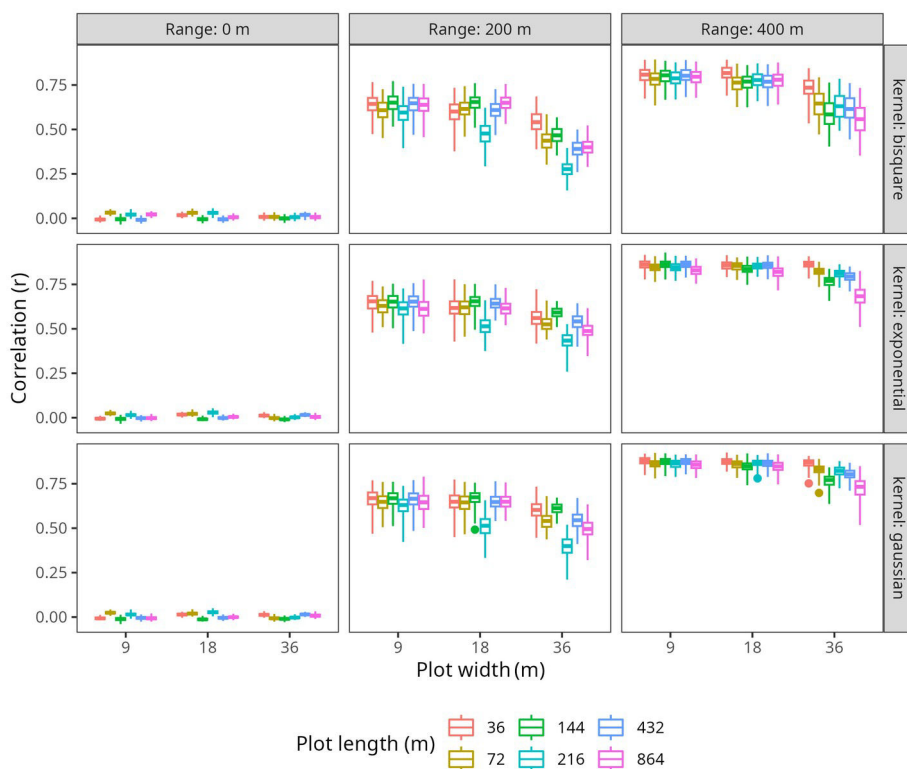 Range: 0 m Range: 200 m Range: 400 m
0.75
0.50
0.25
0.00
kernel: bisquare
0.75
0.50
0.25
0.00
kernel: exponential
0.75
0.50
0.25
0.00
kernel: gaussian
Correlation (r)
9 18 36 9 18 36 9 18 36
Plot width (m)
Plot length (m)
36 144 432
72 216 864